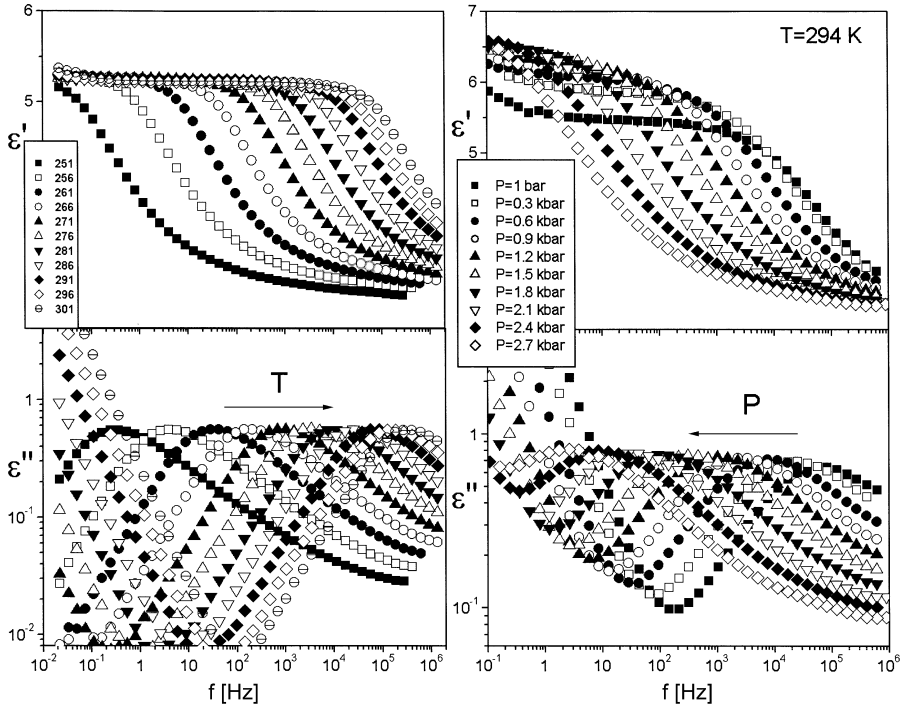 6
5
ε'
251
256
261
266
271
276
281
286
291
296
301
7
T=294 K
6
ε'
5
P=1 bar
P=0.3 kbar
P=0.6 kbar
P=0.9 kbar
P=1.2 kbar
P=1.5 kbar
P=1.8 kbar
P=2.1 kbar
P=2.4 kbar
P=2.7 kbar
T
1
ε''
10⁻¹
10⁻²
10⁻² 10⁻¹ 1 10¹ 10² 10³ 10⁴ 10⁵ 10⁶
f [Hz]
P
1
ε''
10⁻¹
10⁻¹ 1 10¹ 10² 10³ 10⁴ 10⁵ 10⁶
f [Hz]